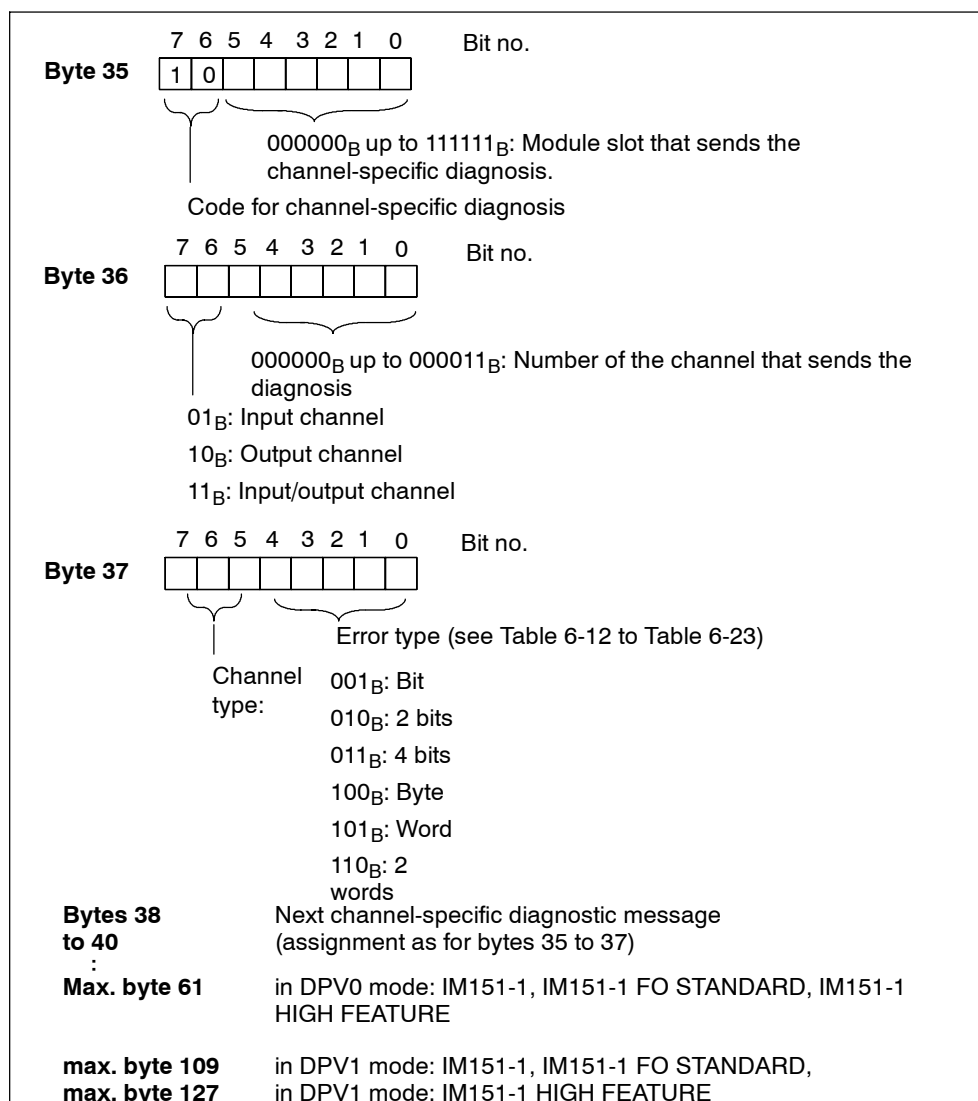 7 6 5 4 3 2 1 0 Bit no.
Byte 35 1 0
000000B up to 111111B: Module slot that sends the
channel-specific diagnosis.
Code for channel-specific diagnosis
7 6 5 4 3 2 1 0 Bit no.
Byte 36
000000B up to 000011B: Number of the channel that sends the
diagnosis
01B: Input channel
10B: Output channel
11B: Input/output channel
7 6 5 4 3 2 1 0 Bit no.
Byte 37
Error type (see Table 6-12 to Table 6-23)
Channel 001B: Bit
type:
010B: 2 bits
011B: 4 bits
100B: Byte
101B: Word
110B: 2
words
Bytes 38 Next channel-specific diagnostic message
to 40 (assignment as for bytes 35 to 37)
:
Max. byte 61 in DPV0 mode: IM151-1, IM151-1 FO STANDARD, IM151-1
HIGH FEATURE
max. byte 109 in DPV1 mode: IM151-1, IM151-1 FO STANDARD,
max. byte 127 in DPV1 mode: IM151-1 HIGH FEATURE